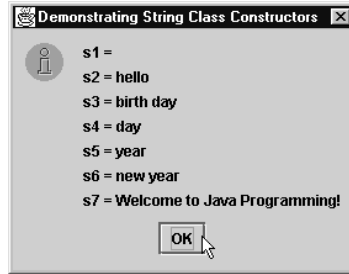 Demonstrating String Class Constructors
s1 =
s2 = hello
s3 = birth day
s4 = day
s5 = year
s6 = new year
s7 = Welcome to Java Programming!
OK